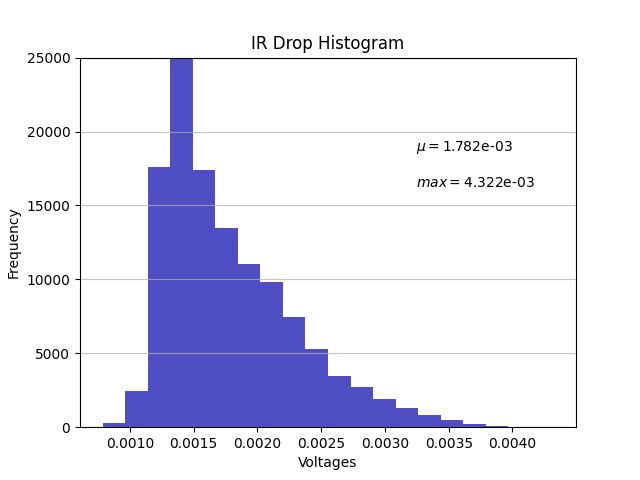 IR Drop Histogram
25000
20000
15000
10000
5000
0
Frequency
μ = 1.782e-03
max = 4.322e-03
0.0010 0.0015 0.0020 0.0025 0.0030 0.0035 0.0040
Voltages